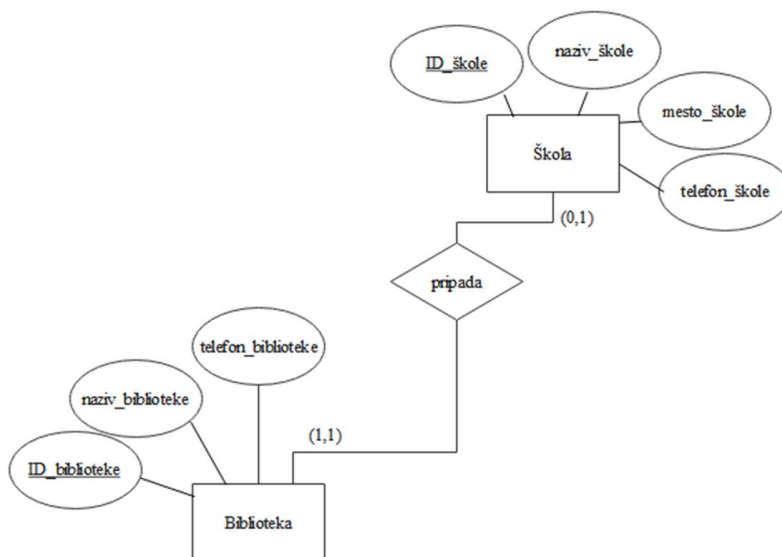 naziv_škole
ID_škole
mesto_škole
Škola
telefon_škole
(0,1)
pripada
telefon_biblioteke
naziv_biblioteke
(1,1)
ID_biblioteke
Biblioteka